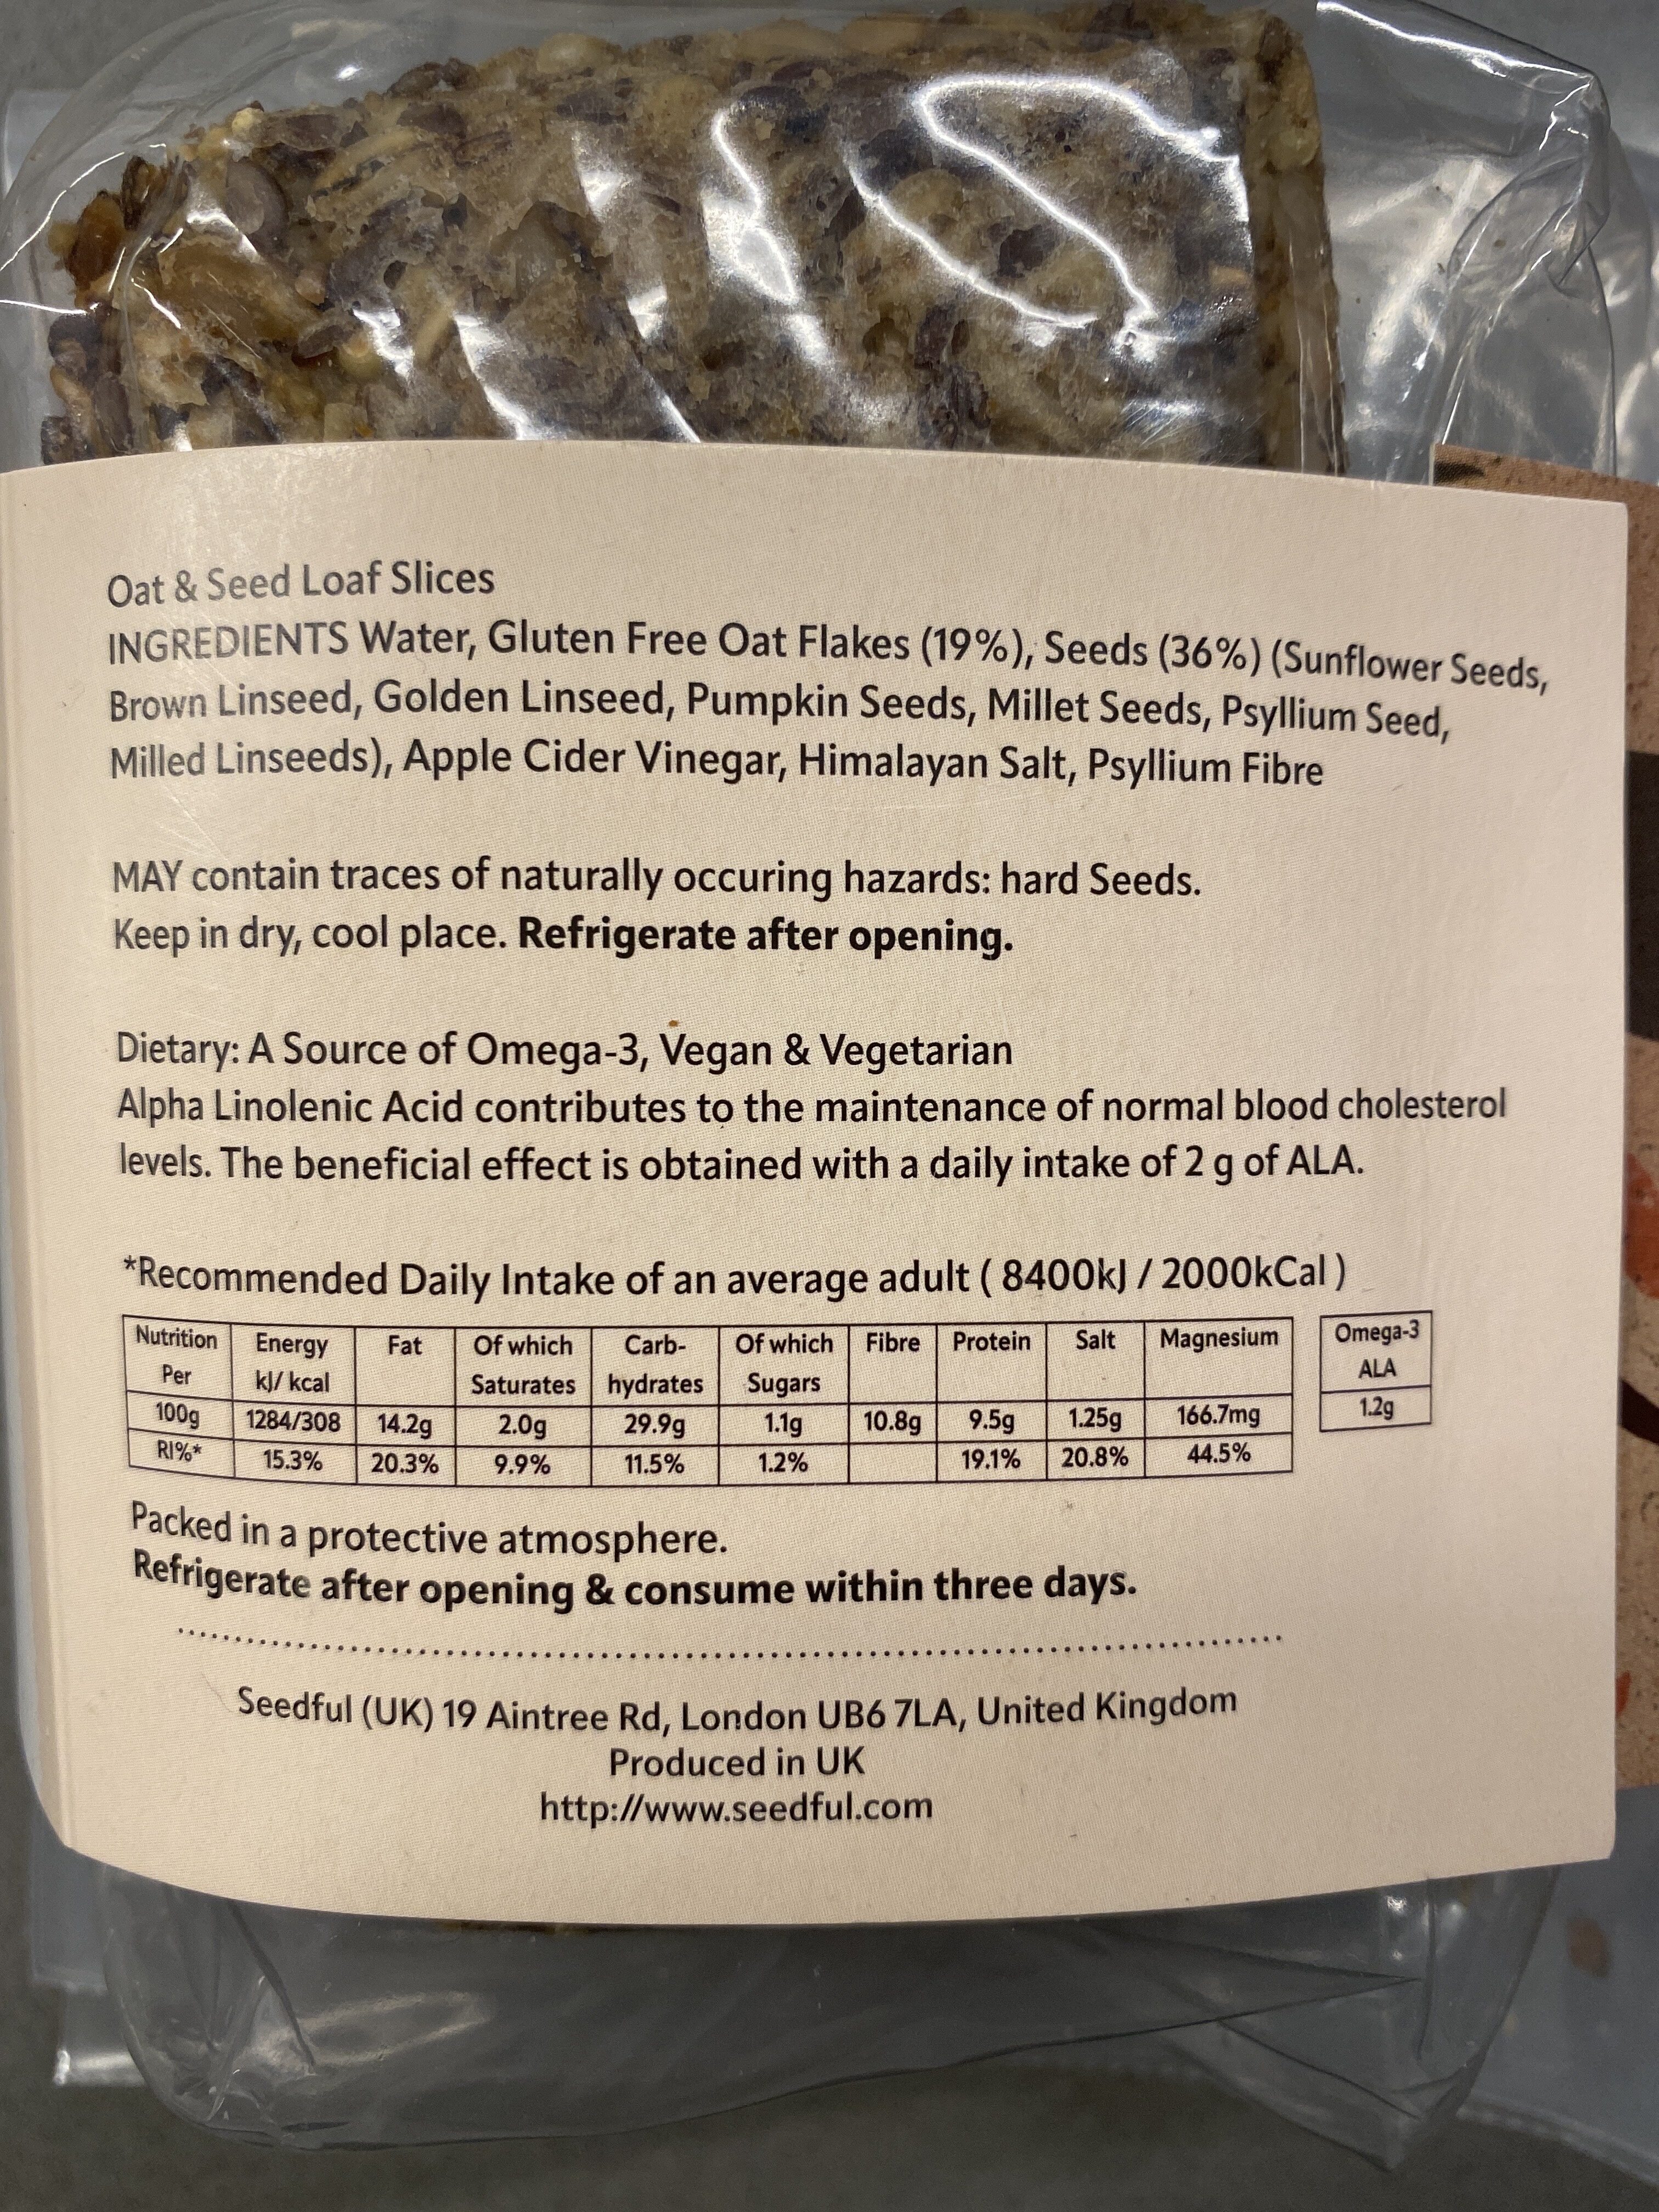 Oat & Seed Loaf Slices
INGREDIENTS Water, Gluten Free Oat Flakes (19%), Seeds (36%) (Sunflower Seeds,
Brown Linseed, Golden Linseed, Pumpkin Seeds, Millet Seeds, Psyllium Seed,
Milled Linseeds), Apple Cider Vinegar, Himalayan Salt, Psyllium Fibre
MAY contain traces of naturally occuring hazards: hard Seeds.
Keep in dry, cool place. Refrigerate after opening.
Dietary: A Source of Omega-3, Vegan & Vegetarian
Alpha Linolenic Acid contributes to the maintenance of normal blood cholesterol
levels. The beneficial effect is obtained with a daily intake of 2 g of ALA.
*Recommended Daily Intake of an average adult ( 8400kJ / 2000kCal )
Nutrition Energy Fat Of which Carb- Of which Fibre Protein Salt Magnesium Omega-3
Per kJ/ kcal Saturates hydrates Sugars ALA
100g 1284/308 14.2g 2.0g 29.9g 1.1g 10.8g 9.5g 1.25g 166.7mg 1.2g
RI%* 15.3% 20.3% 9.9% 11.5% 1.2% 19.1% 20.8% 44.5%
Packed in a protective atmosphere.
Refrigerate after opening & consume within three days.
Seedful (UK) 19 Aintree Rd, London UB6 7LA, United Kingdom
Produced in UK
http://www.seedful.com